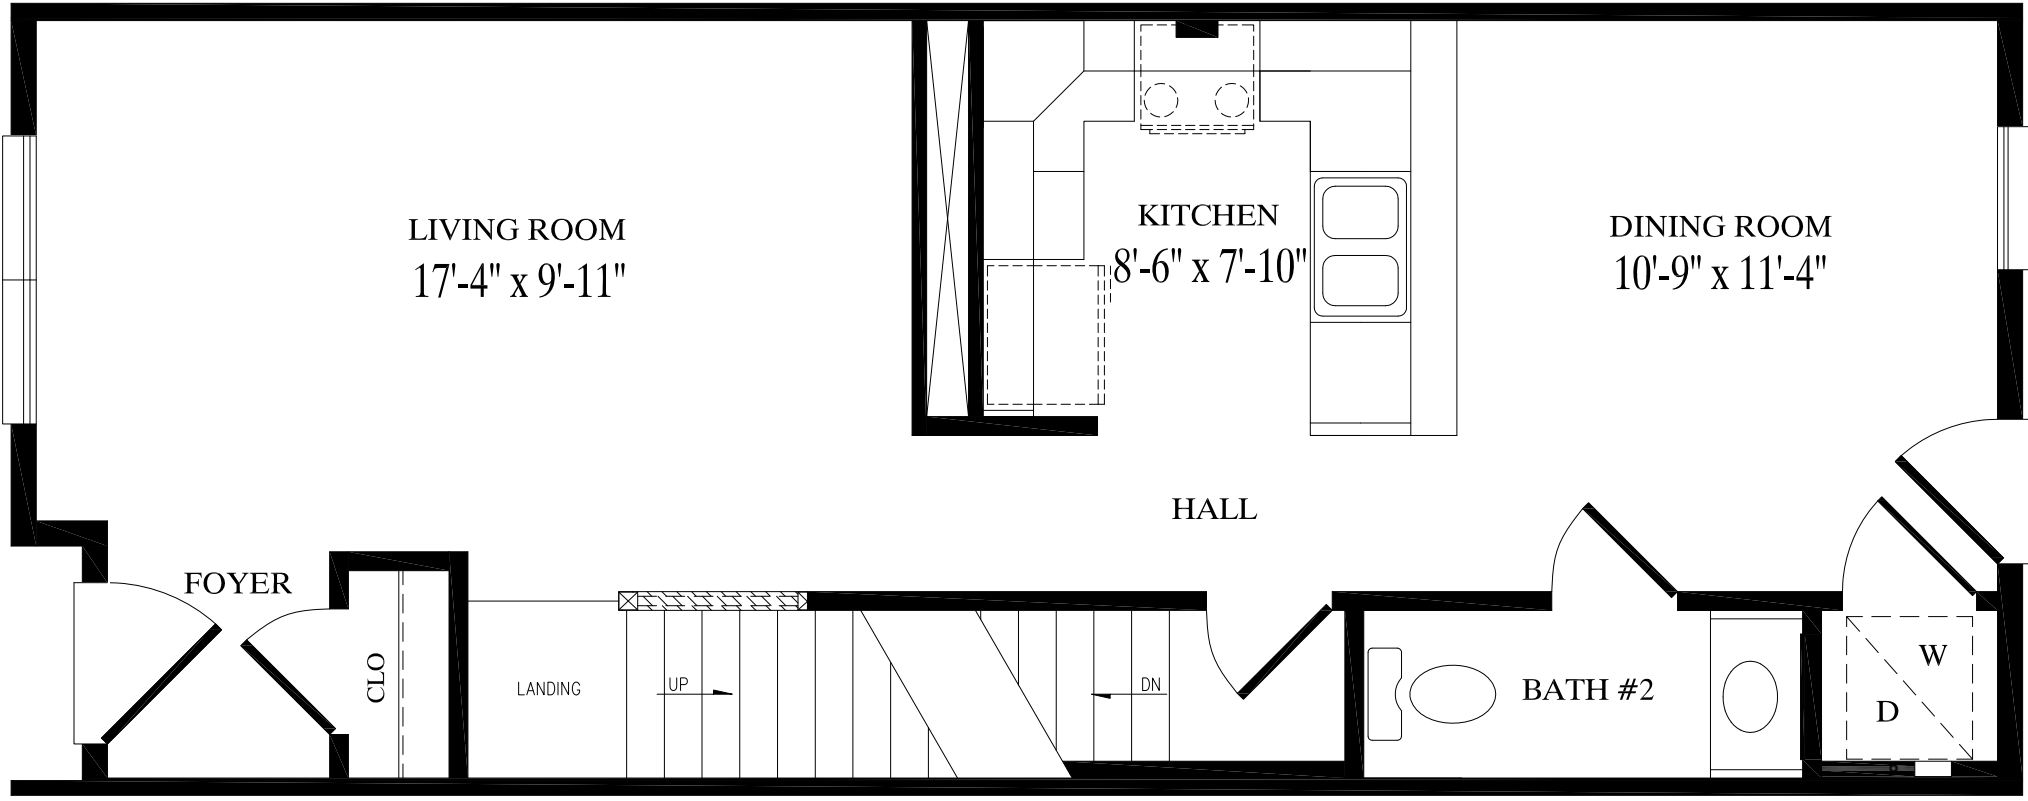 LIVING ROOM
17'-4" x 9'-11"
KITCHEN
8'-6" x 7'-10"
DINING ROOM
10'-9" x 11'-4"
HALL
FOYER
CLO
LANDING
UP
DN
BATH #2
W
D